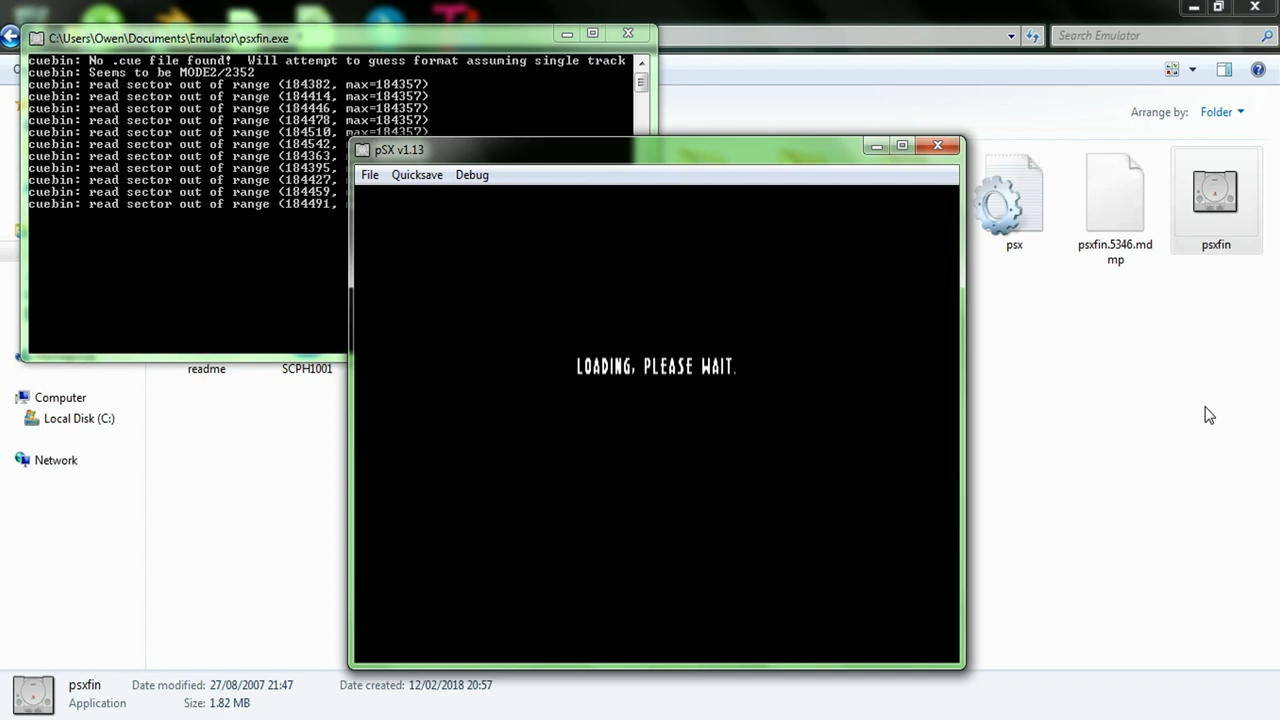 C:\Users\Owen\Documents\Emulator\psxfin.exe
Search Emulator
cuebin: No .cue file found!  Will attempt to guess format assuming single track
cuebin: Seems to be MODE2/2352
cuebin: read sector out of range (184382, max=184357)
cuebin: read sector out of range (184414, max=184357)
cuebin: read sector out of range (184446, max=184357)
cuebin: read sector out of range (184478, max=184357)
cuebin: read sector out of range (184510, max=184357)
cuebin: read sector out of range (184542,
cuebin: read sector out of range (184363,
cuebin: read sector out of range (184395,
cuebin: read sector out of range (184427,
cuebin: read sector out of range (184459,
cuebin: read sector out of range (184491,
Arrange by: Folder
pSX v1.13
File Quicksave Debug
LOADING, PLEASE WAIT.
psx
psxfin.5346.md
mp
psxfin
readme
SCPH1001
Computer
Local Disk (C:)
Network
psxfin
Application
Date modified: 27/08/2007 21:47
Size: 1.82 MB
Date created: 12/02/2018 20:57